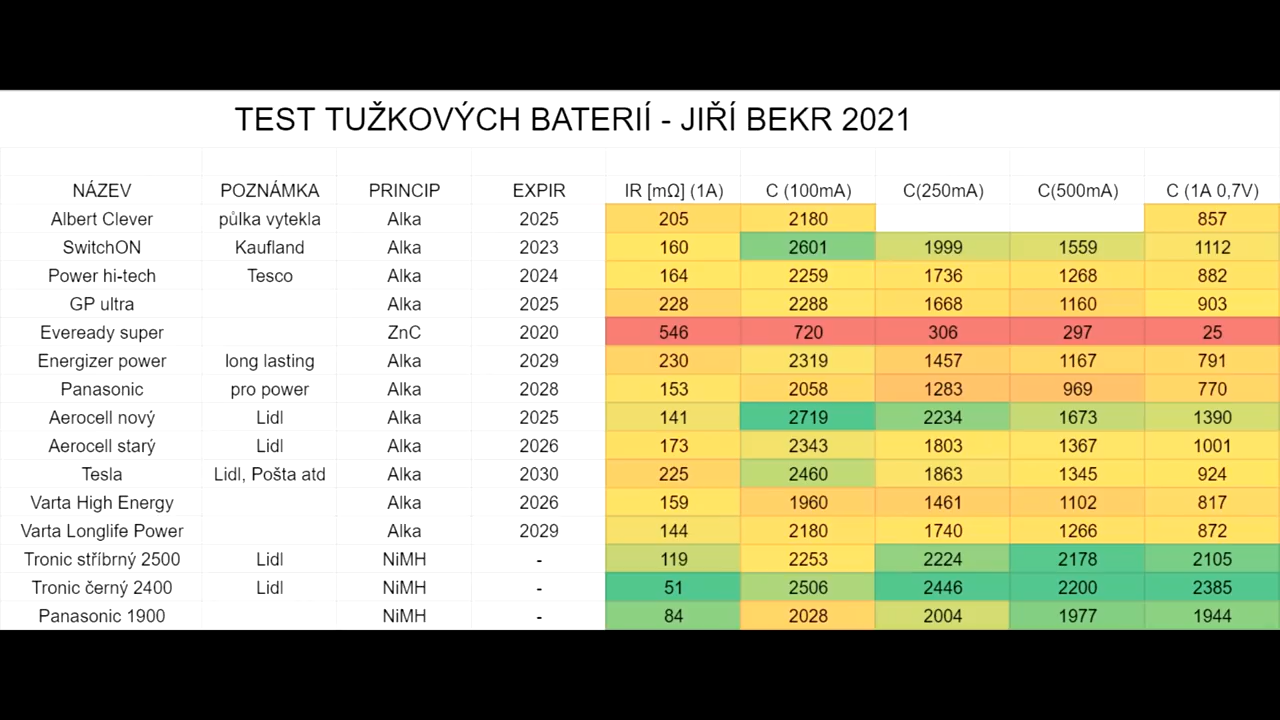 TEST TUŽKOVÝCH BATERIÍ - JIŘÍ BEKR 2021
NÁZEV POZNÁMKA PRINCIP EXPIR IR [mΩ] (1A) C (100mA) C(250mA) C(500mA) C (1A 0,7V)
Albert Clever půlka vytekla Alka 2025 205 2180 857
SwitchON Kaufland Alka 2023 160 2601 1999 1559 1112
Power hi-tech Tesco Alka 2024 164 2259 1736 1268 882
GP ultra Alka 2025 228 2288 1668 1160 903
Eveready super ZnC 2020 546 720 306 297 25
Energizer power long lasting Alka 2029 230 2319 1457 1167 791
Panasonic pro power Alka 2028 153 2058 1283 969 770
Aerocell nový Lidl Alka 2025 141 2719 2234 1673 1390
Aerocell starý Lidl Alka 2026 173 2343 1803 1367 1001
Tesla Lidl, Pošta atd Alka 2030 225 2460 1863 1345 924
Varta High Energy Alka 2026 159 1960 1461 1102 817
Varta Longlife Power Alka 2029 144 2180 1740 1266 872
Tronic stříbrný 2500 Lidl NiMH - 119 2253 2224 2178 2105
Tronic černý 2400 Lidl NiMH - 51 2506 2446 2200 2385
Panasonic 1900 NiMH - 84 2028 2004 1977 1944